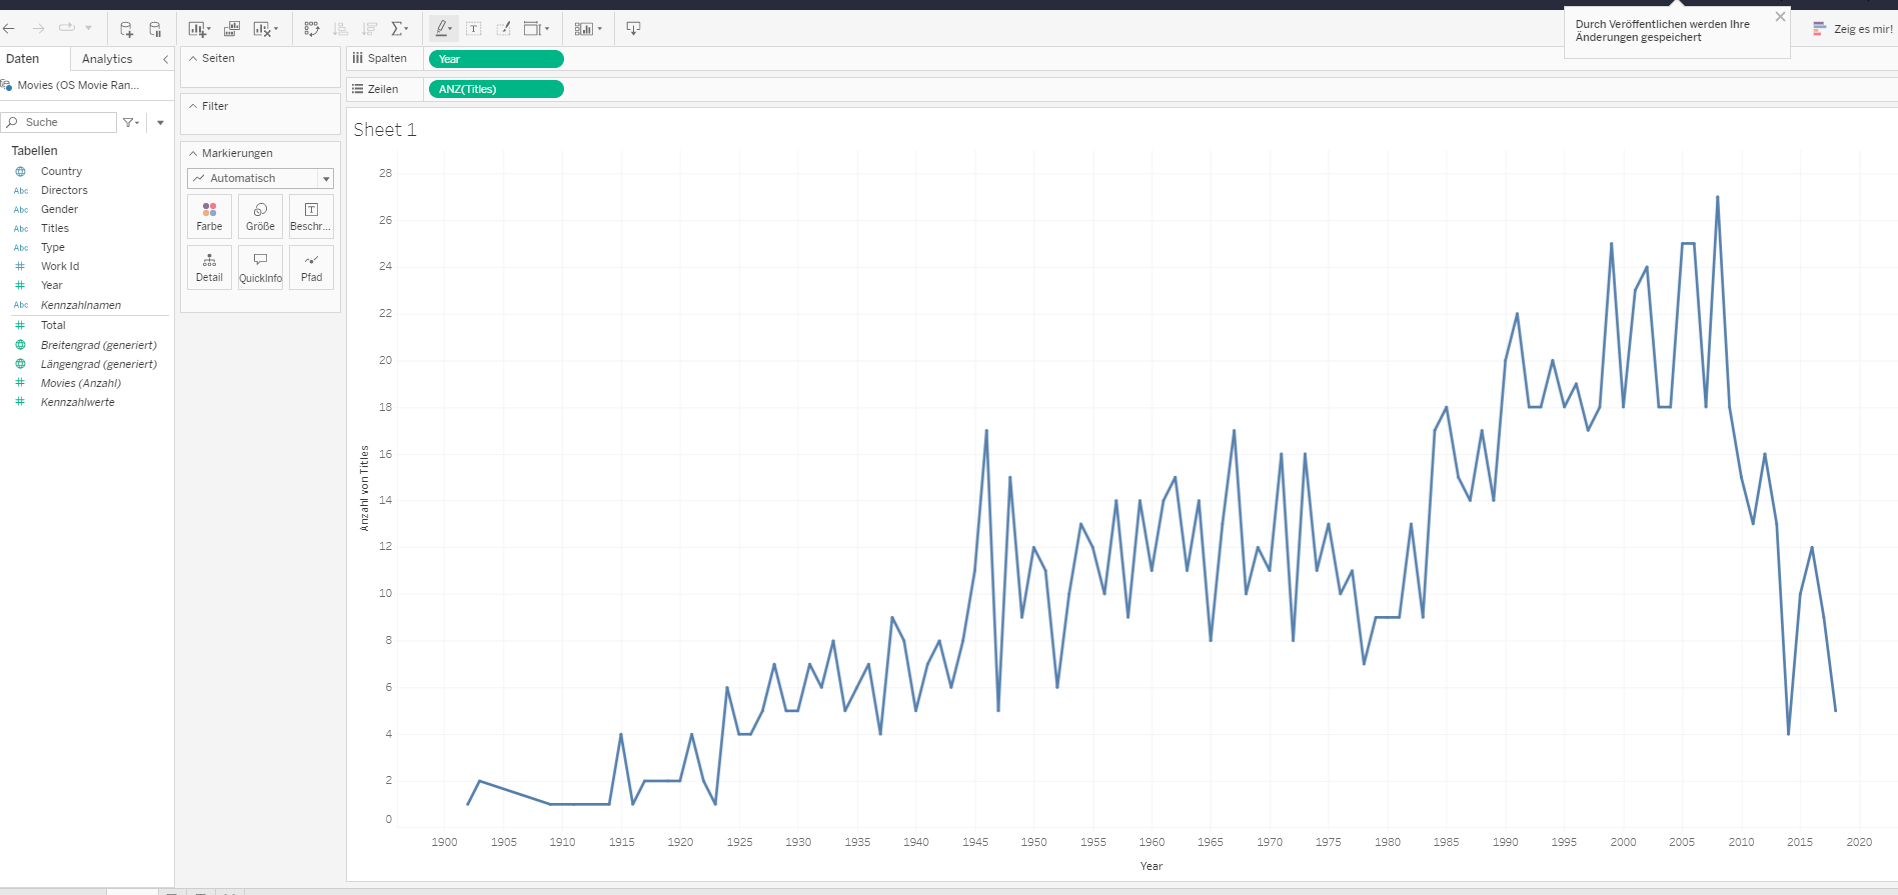 Durch Veröffentlichen werden Ihre
Änderungen gespeichert
Zeig es mir!
Daten
Analytics
Movies (OS Movie Ran...
Suche
Tabellen
Country
Abc Directors
Abc Gender
Abc Titles
Abc Type
Work Id
Year
Abc Kennzahlnamen
Total
Breitengrad (generiert)
Längengrad (generiert)
Movies (Anzahl)
Kennzahlwerte
Seiten
Filter
Markierungen
Automatisch
Farbe
Größe
Beschr...
Detail
QuickInfo
Pfad
Spalten
Year
Zeilen
ANZ(Titles)
Sheet 1
28
26
24
22
20
18
16
14
12
10
8
6
4
2
0
Anzahl von Titles
1900 1905 1910 1915 1920 1925 1930 1935 1940 1945 1950 1955 1960 1965 1970 1975 1980 1985 1990 1995 2000 2005 2010 2015 2020
Year